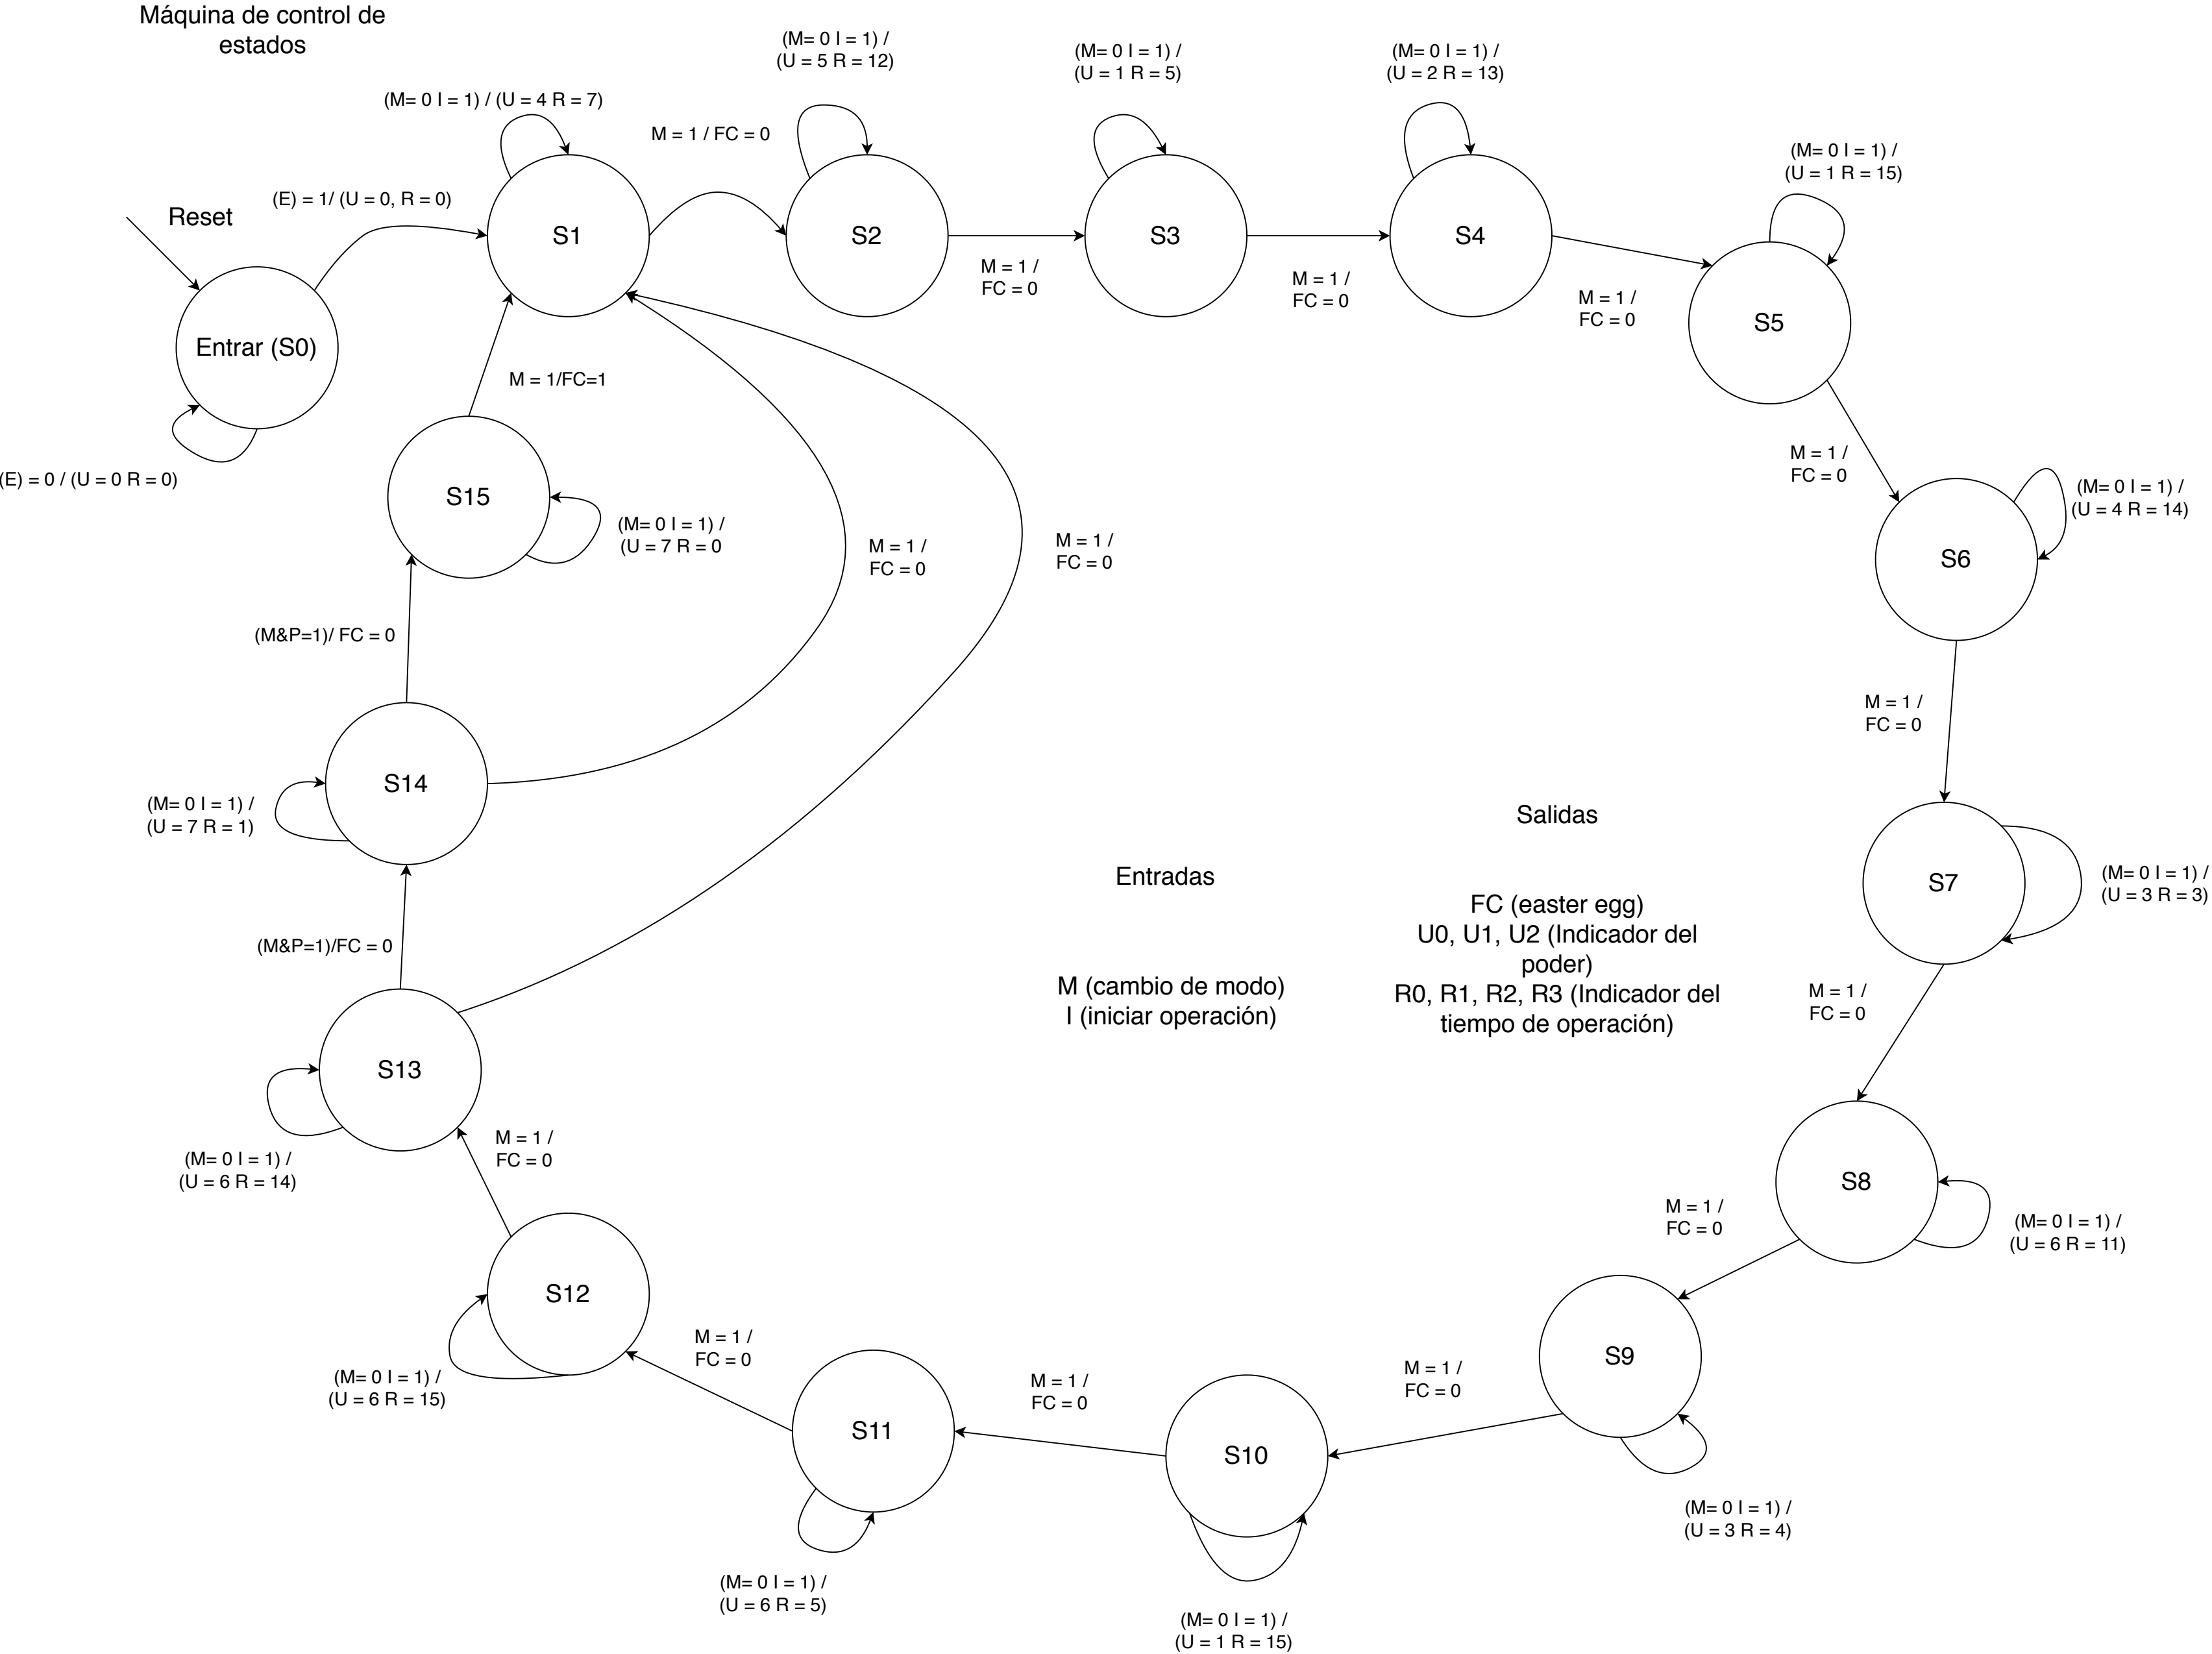 Máquina de control de
estados
(M= 0 I = 1) /
(U = 5 R = 12)
(M= 0 I = 1) /
(U = 1 R = 5)
(M= 0 I = 1) /
(U = 2 R = 13)
(M= 0 I = 1) / (U = 4 R = 7)
M = 1 / FC = 0
(M= 0 I = 1) /
(U = 1 R = 15)
(E) = 1/ (U = 0, R = 0)
Reset
S1
S2
S3
S4
M = 1 /
FC = 0
M = 1 /
FC = 0
M = 1 /
FC = 0
S5
Entrar (S0)
M = 1/FC=1
(E) = 0 / (U = 0 R = 0)
M = 1 /
FC = 0
S15
(M= 0 I = 1) /
(U = 7 R = 0
(M= 0 I = 1) /
(U = 4 R = 14)
M = 1 /
FC = 0
M = 1 /
FC = 0
S6
(M&P=1)/ FC = 0
M = 1 /
FC = 0
S14
(M= 0 I = 1) /
(U = 7 R = 1)
Salidas
Entradas
S7
(M= 0 I = 1) /
(U = 3 R = 3)
FC (easter egg)
U0, U1, U2 (Indicador del
poder)
R0, R1, R2, R3 (Indicador del
tiempo de operación)
(M&P=1)/FC = 0
M (cambio de modo)
I (iniciar operación)
M = 1 /
FC = 0
S13
M = 1 /
FC = 0
(M= 0 I = 1) /
(U = 6 R = 14)
S8
M = 1 /
FC = 0
(M= 0 I = 1) /
(U = 6 R = 11)
S12
M = 1 /
FC = 0
S9
M = 1 /
FC = 0
M = 1 /
FC = 0
(M= 0 I = 1) /
(U = 6 R = 15)
S11
S10
(M= 0 I = 1) /
(U = 3 R = 4)
(M= 0 I = 1) /
(U = 6 R = 5)
(M= 0 I = 1) /
(U = 1 R = 15)